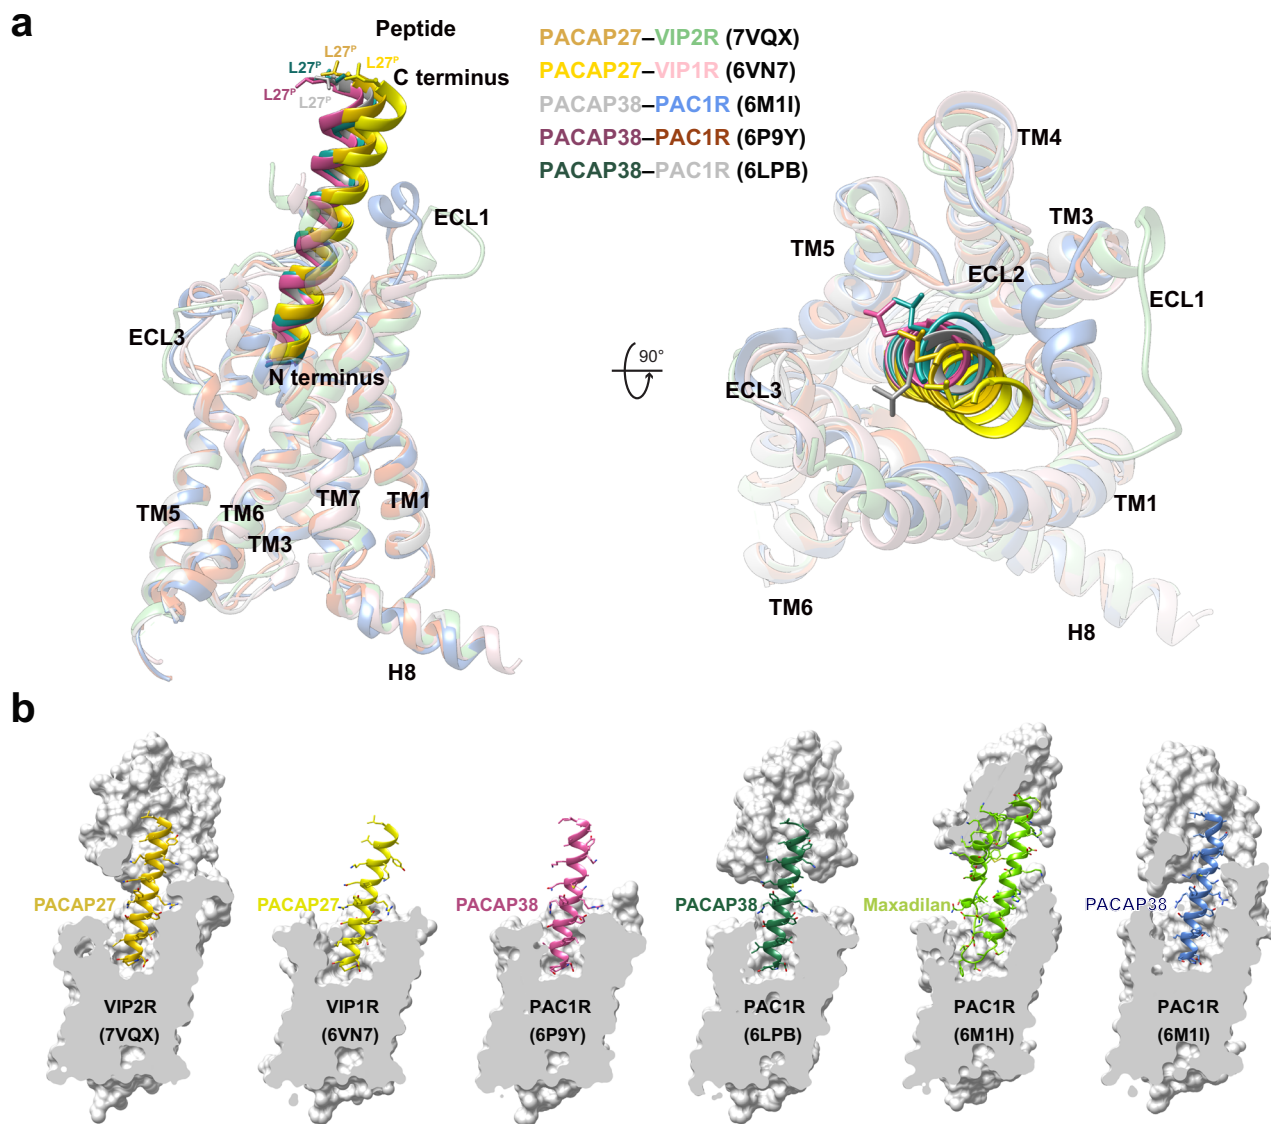 a
Peptide
L27P
L27P
L27P
L27P
L27P
C terminus
ECL1
ECL3
N terminus
TM5
TM6
TM7
TM1
TM3
H8
PACAP27–VIP2R (7VQX)
PACAP27–VIP1R (6VN7)
PACAP38–PAC1R (6M1I)
PACAP38–PAC1R (6P9Y)
PACAP38–PAC1R (6LPB)
90°
TM4
TM3
TM5
ECL2
ECL1
ECL3
TM1
TM6
H8
b
PACAP27
VIP2R
(7VQX)
PACAP27
VIP1R
(6VN7)
PACAP38
PAC1R
(6P9Y)
PACAP38
PAC1R
(6LPB)
Maxadilan
PAC1R
(6M1H)
PACAP38
PAC1R
(6M1I)